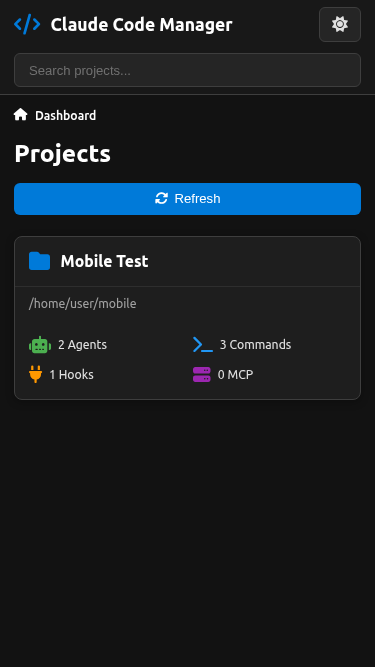 Claude Code Manager
Search projects...
Dashboard
Projects
Refresh
Mobile Test
/home/user/mobile
2 Agents
3 Commands
1 Hooks
0 MCP